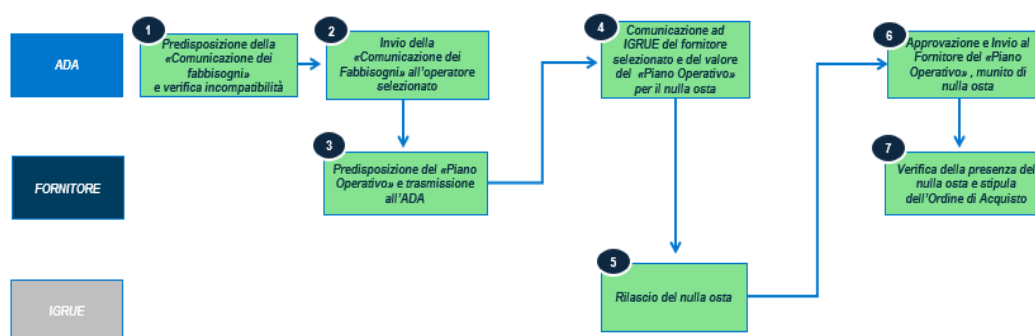 ADA
1
Predisposizione della
«Comunicazione dei
fabbisogni»
e verifica incompatibilità
2
Invio della
«Comunicazione dei
Fabbisogni» all'operatore
selezionato
4
Comunicazione ad
IGRUE del fornitore
selezionato e del valore
del «Piano Operativo»
per il nulla osta
6
Approvazione e Invio al
Fornitore del «Piano
Operativo» , munito di
nulla osta
FORNITORE
3
Predisposizione del «Piano
Operativo» e trasmissione
all'ADA
7
Verifica della presenza del
nulla osta e stipula
dell'Ordine di Acquisto
IGRUE
5
Rilascio del nulla osta